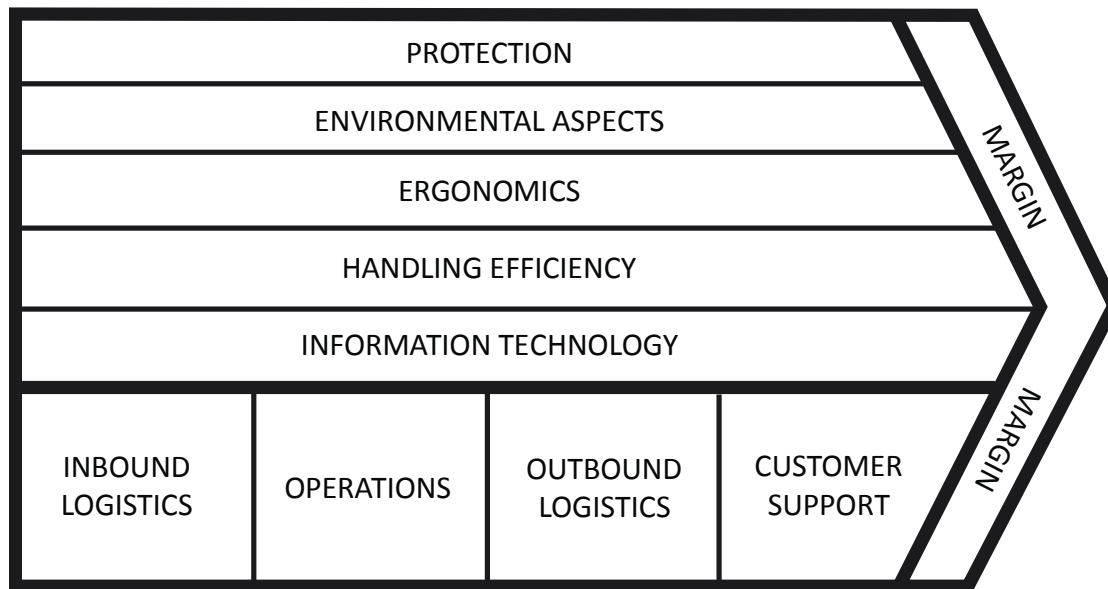 PROTECTION
ENVIRONMENTAL ASPECTS
ERGONOMICS
HANDLING EFFICIENCY
INFORMATION TECHNOLOGY
INBOUND
LOGISTICS
OPERATIONS
OUTBOUND
LOGISTICS
CUSTOMER
SUPPORT
MARGIN
MARGIN